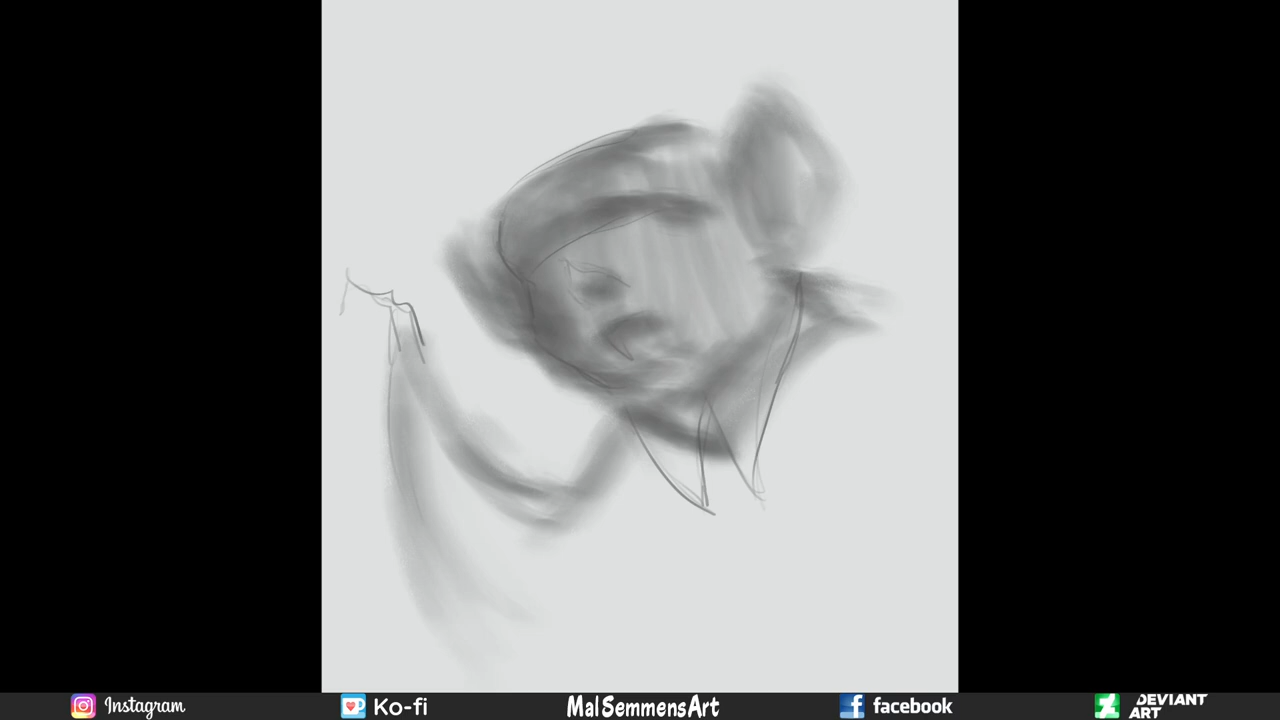 Instagram
Ko-fi
MalSemmensArt
facebook
DEVIANT
ART